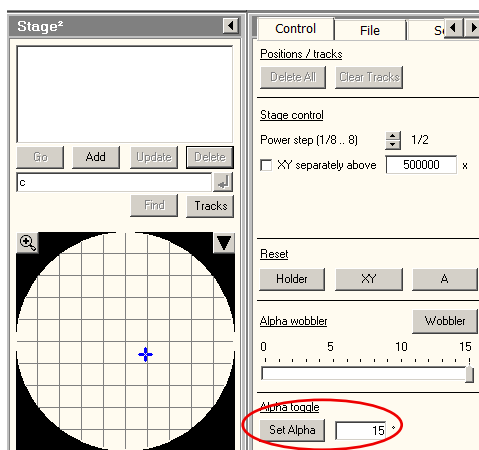 Stage²
Go Add Update Delete
c
Find Tracks
Control File
Positions / tracks
Delete All Clear Tracks
Stage control
Power step (1/8 .. 8) 1/2
XY separately above 500000 x
Reset
Holder XY A
Alpha wobbler Wobbler
0 5 10 15
Alpha toggle
Set Alpha 15 °